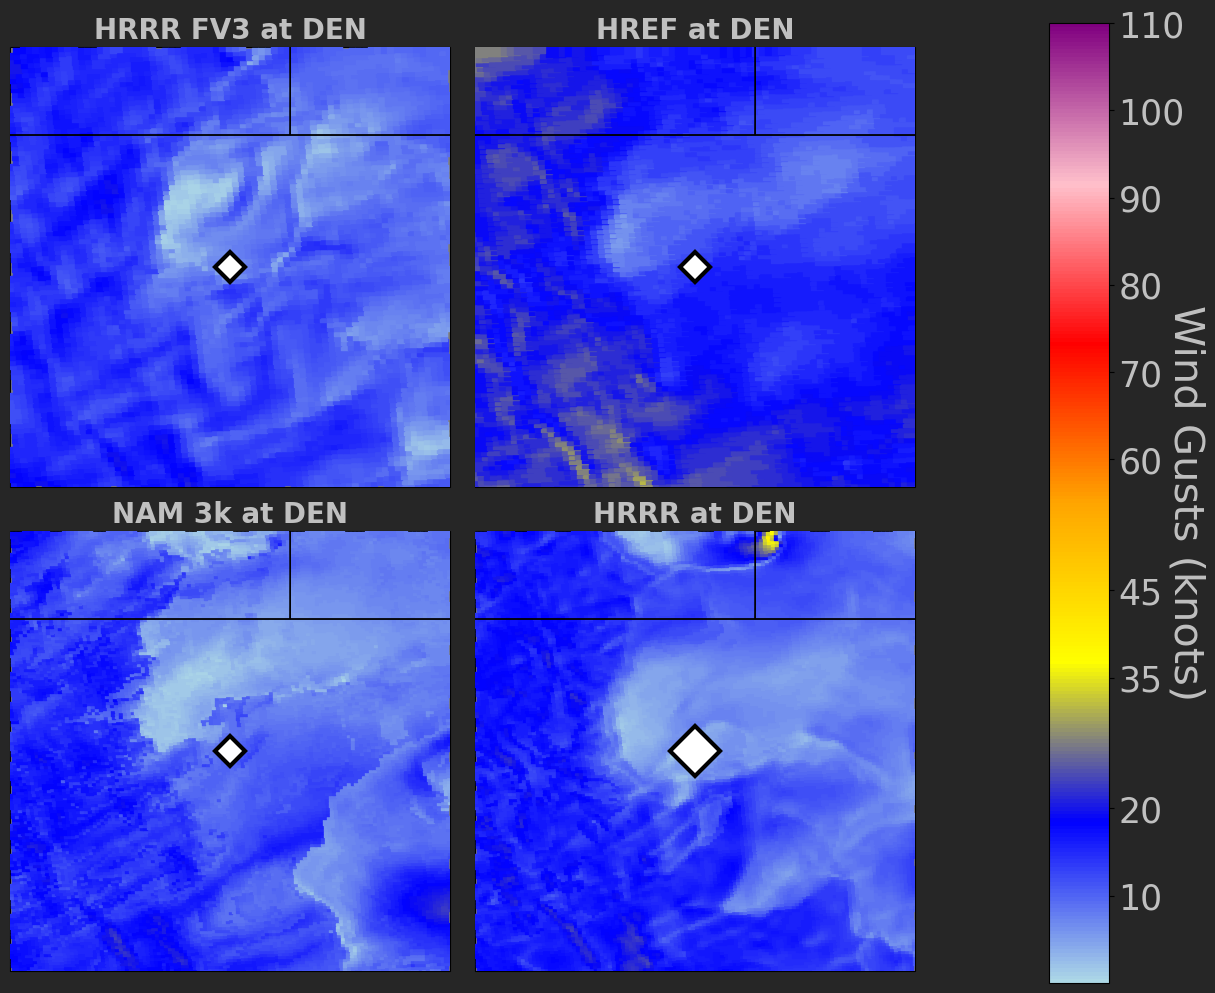 HRRR FV3 at DEN
HREF at DEN
NAM 3k at DEN
HRRR at DEN
110
100
90
80
70
60
45
35
20
10
Wind Gusts (knots)